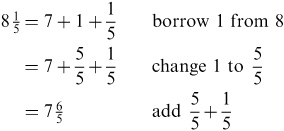 8 1/5 = 7 + 1 + 1/5 borrow 1 from 8
= 7 + 5/5 + 1/5 change 1 to 5/5
= 7 6/5 add 5/5 + 1/5